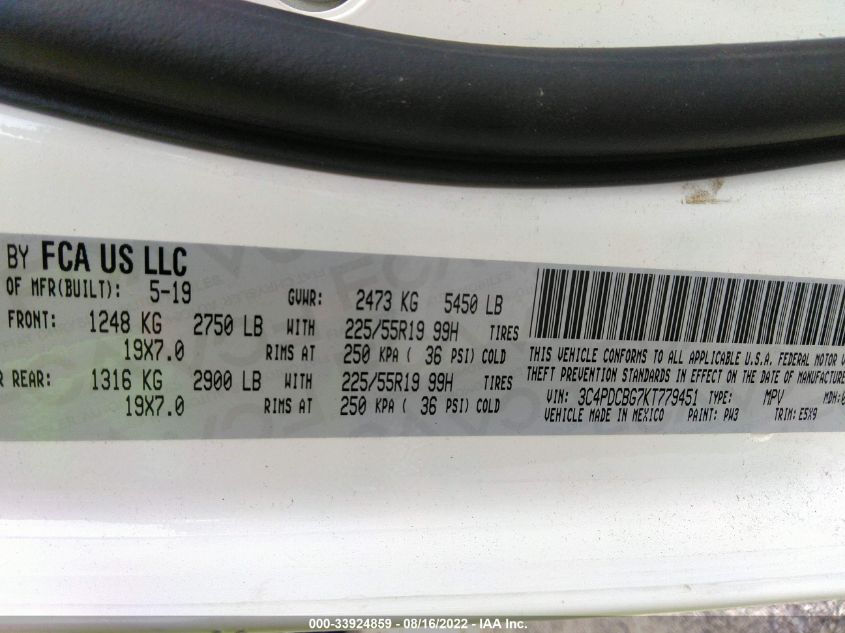 BY FCA US LLC
OF MFR(BUILT): 5-19 GVWR: 2473 KG 5450 LB
FRONT: 1248 KG 2750 LB WITH 225/55R19 99H TIRES
19X7.0 RIMS AT 250 KPA ( 36 PSI) COLD
R REAR: 1316 KG 2900 LB WITH 225/55R19 99H TIRES
19X7.0 RIMS AT 250 KPA ( 36 PSI) COLD
THIS VEHICLE CONFORMS TO ALL APPLICABLE U.S.A. FEDERAL MOTOR V
THEFT PREVENTION STANDARDS IN EFFECT ON THE DATE OF MANUFACTURE
VIN: 3C4PDCBG7KT779451 TYPE: MPV MDH:0
VEHICLE MADE IN MEXICO PAINT: PW3 TRIM: E5X9
000-33924859 - 08/16/2022 - IAA Inc.